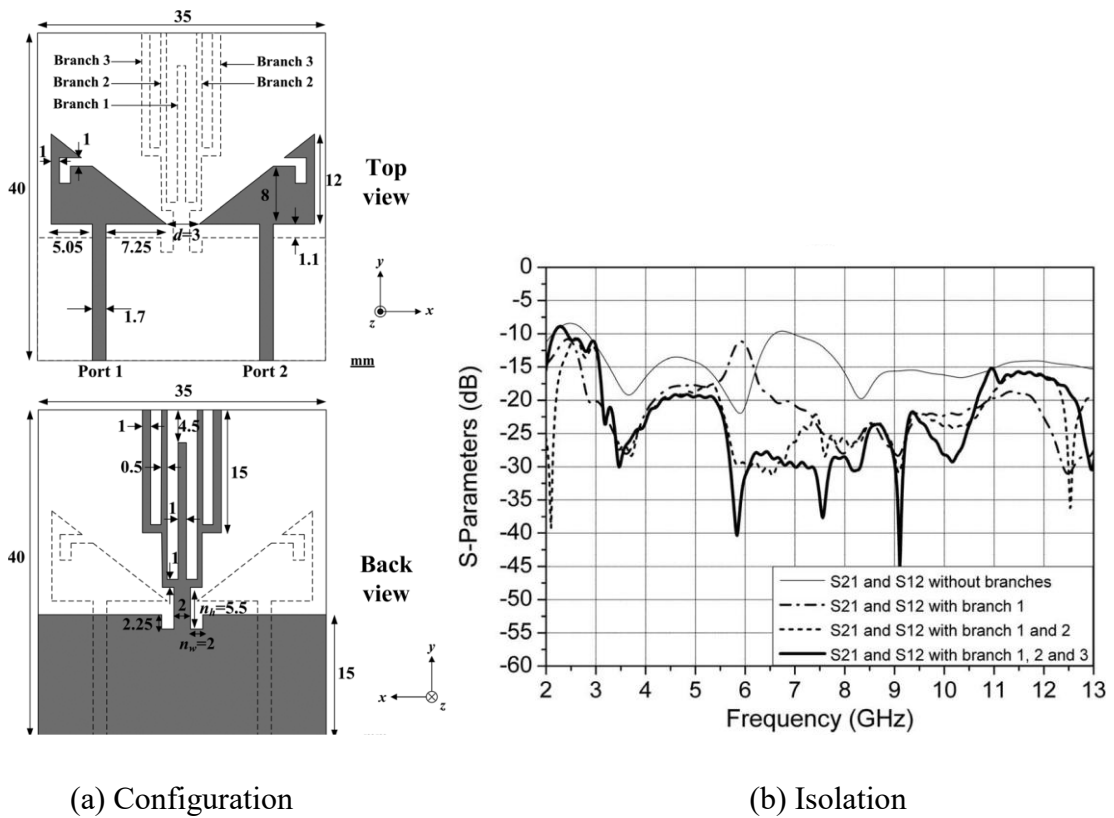 35
Branch 3
Branch 3
Branch 2
Branch 2
Branch 1
1
1
40
12
8
Top
view
5.05
7.25
d=3
1.1
y
x
z
1.7
mm
Port 1
Port 2
35
1
4.5
0.5
15
1
40
1
Back
view
2
n_h=5.5
2.25
n_w=2
15
y
x
z
(a) Configuration
0
-5
-10
-15
-20
-25
-30
-35
-40
-45
-50
-55
-60
S-Parameters (dB)
S21 and S12 without branches
S21 and S12 with branch 1
S21 and S12 with branch 1 and 2
S21 and S12 with branch 1, 2 and 3
2 3 4 5 6 7 8 9 10 11 12 13
Frequency (GHz)
(b) Isolation